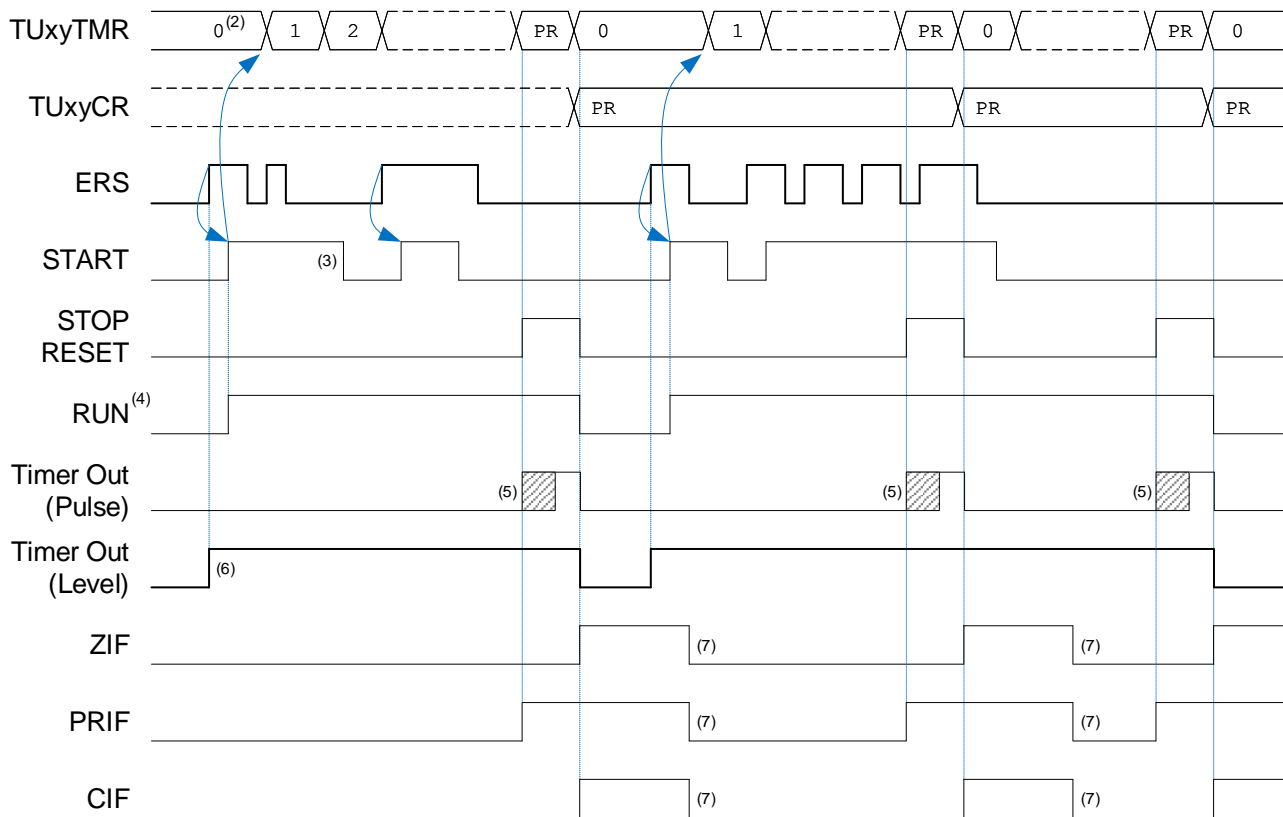 TUxyTMR 0(2) 1 2 PR 0 1 PR 0 PR 0
TUxyCR PR PR PR
ERS
START (3)
STOP
RESET
RUN(4)
Timer Out
(Pulse) (5) (5) (5)
Timer Out
(Level) (6)
ZIF (7) (7)
PRIF (7) (7)
CIF (7) (7)